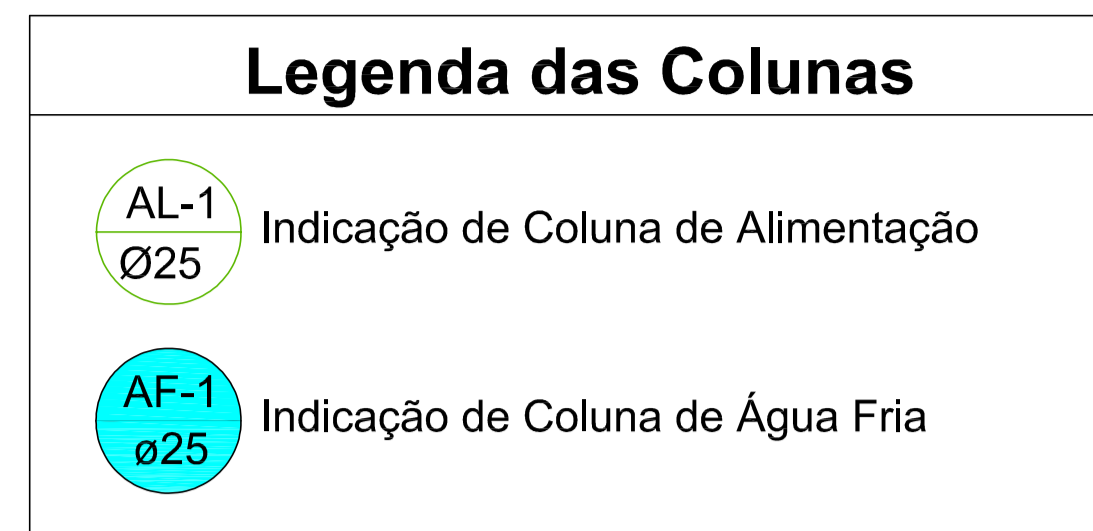 Legenda das Colunas
AL-1
Ø25
Indicação de Coluna de Alimentação
AF-1
ø25
Indicação de Coluna de Água Fria